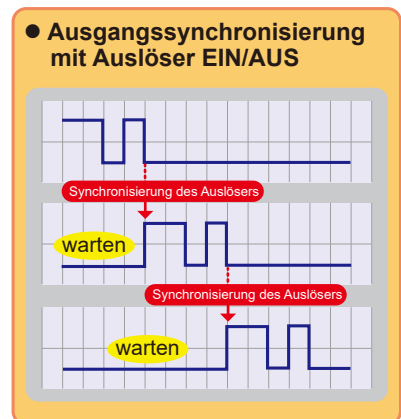 ● Ausgangssynchronisierung
mit Auslöser EIN/AUS
Synchronisierung des Auslösers
warten
Synchronisierung des Auslösers
warten